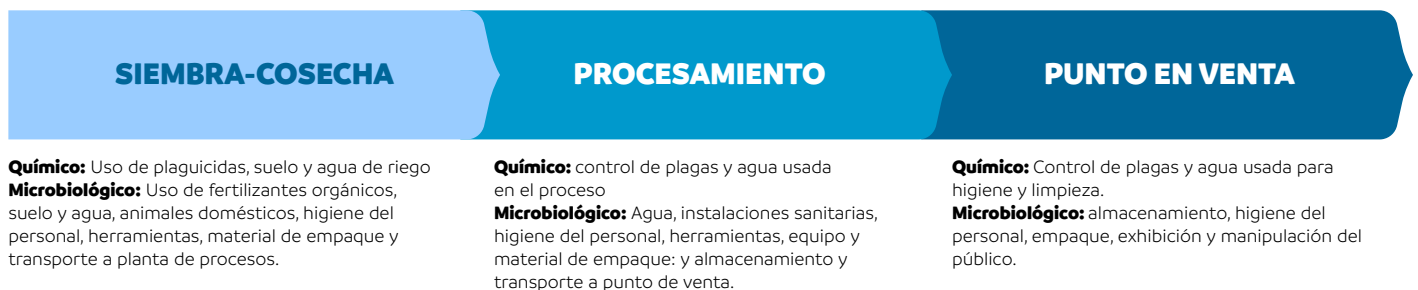 SIEMBRA-COSECHA
PROCESAMIENTO
PUNTO EN VENTA
Químico: Uso de plaguicidas, suelo y agua de riego
Microbiológico: Uso de fertilizantes orgánicos,
suelo y agua, animales domésticos, higiene del
personal, herramientas, material de empaque y
transporte a planta de procesos.
Químico: control de plagas y agua usada
en el proceso
Microbiológico: Agua, instalaciones sanitarias,
higiene del personal, herramientas, equipo y
material de empaque: y almacenamiento y
transporte a punto de venta.
Químico: Control de plagas y agua usada para
higiene y limpieza.
Microbiológico: almacenamiento, higiene del
personal, empaque, exhibición y manipulación del
público.